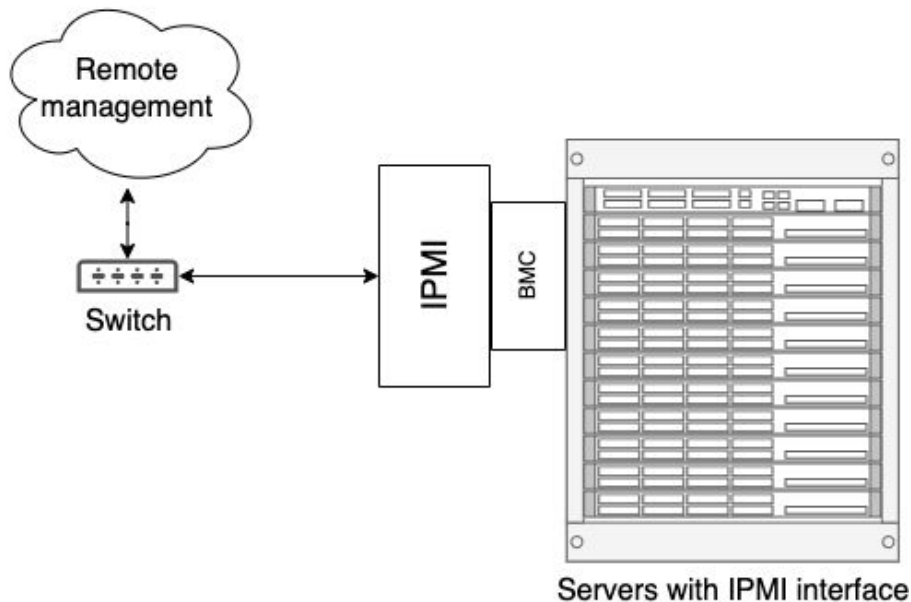 Remote
management
Switch
IPMI
BMC
Servers with IPMI interface